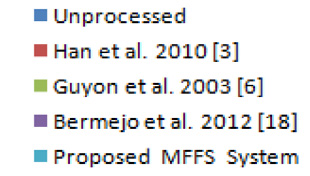 Unprocessed
Han et al. 2010 [3]
Guyon et al. 2003 [6]
Bermejo et al. 2012 [18]
Proposed MFFS System